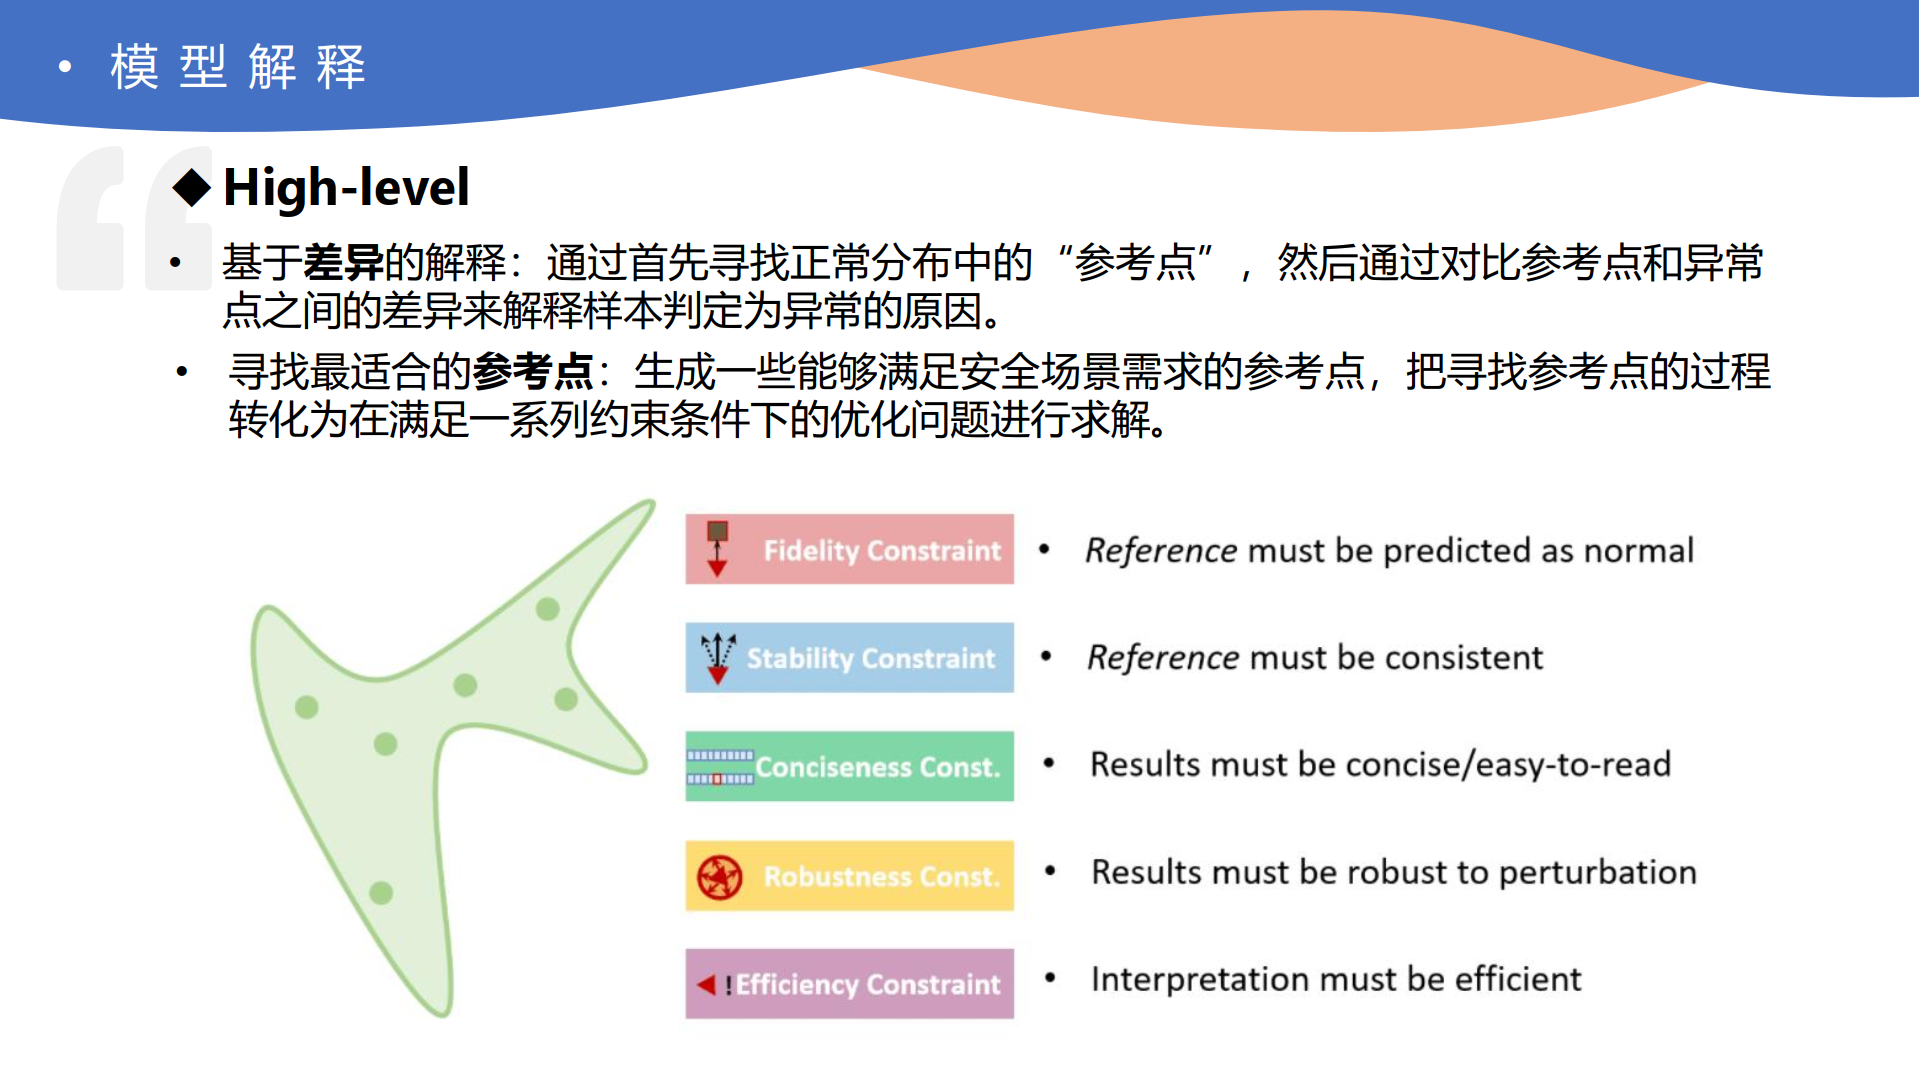 • 模型解释
◆ High-level
• 基于差异的解释：通过首先寻找正常分布中的“参考点”，然后通过对比参考点和异常
点之间的差异来解释样本判定为异常的原因。
• 寻找最适合的参考点：生成一些能够满足安全场景需求的参考点，把寻找参考点的过程
转化为在满足一系列约束条件下的优化问题进行求解。
Fidelity Constraint • Reference must be predicted as normal
Stability Constraint • Reference must be consistent
Conciseness Const. • Results must be concise/easy-to-read
Robustness Const. • Results must be robust to perturbation
! Efficiency Constraint • Interpretation must be efficient